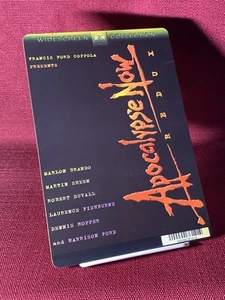 WIDESCREEN COLLECTION
FRANCIS FORD COPPOLA
PRESENTS
Apocalypse Now
MARLON BRANDO
MARTIN SHEEN
ROBERT DUVALL
LAURENCE FISHBURNE
DENNIS HOPPER
and HARRISON FORD